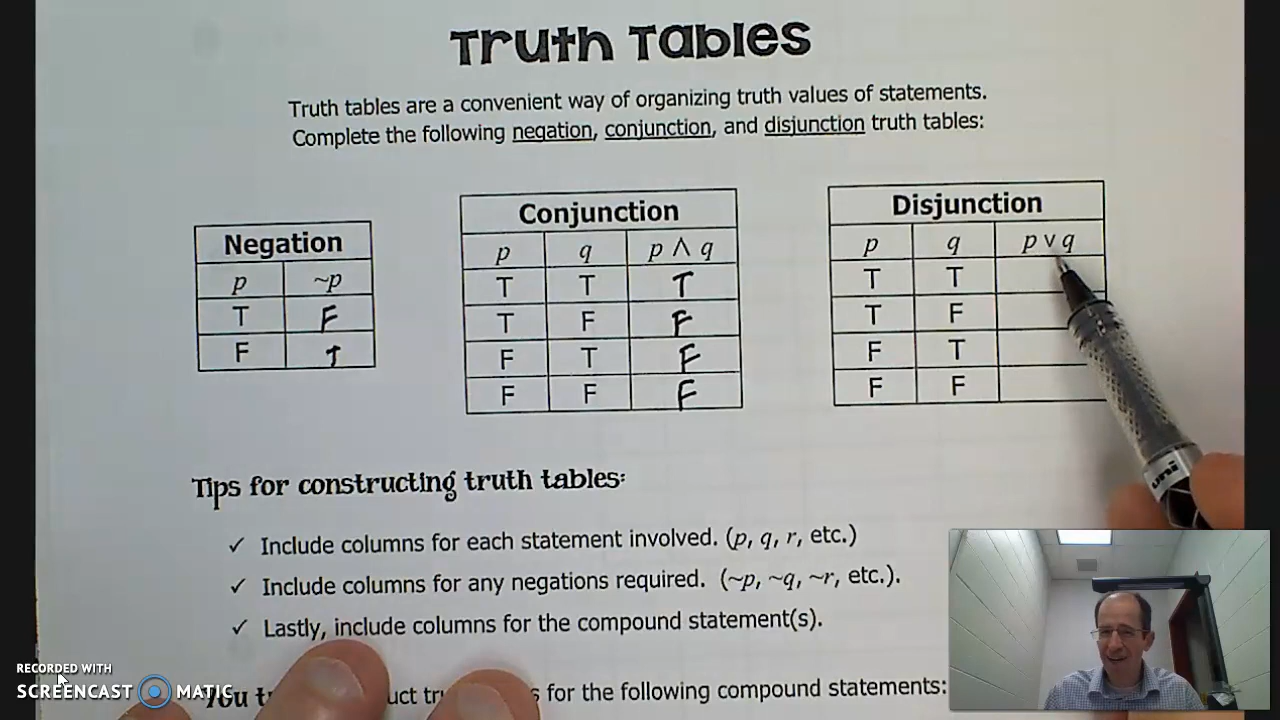 Truth Tables
Truth tables are a convenient way of organizing truth values of statements.
Complete the following negation, conjunction, and disjunction truth tables:
Negation
p ~p
T F
F T
Conjunction
p q p ∧ q
T T T
T F F
F T F
F F F
Disjunction
p q p ∨ q
T T
T F
F T
F F
Tips for constructing truth tables:
✓ Include columns for each statement involved. (p, q, r, etc.)
✓ Include columns for any negations required. (~p, ~q, ~r, etc.).
✓ Lastly, include columns for the compound statement(s).
for the following compound statements:
uni
RECORDED WITH
SCREENCAST MATIC